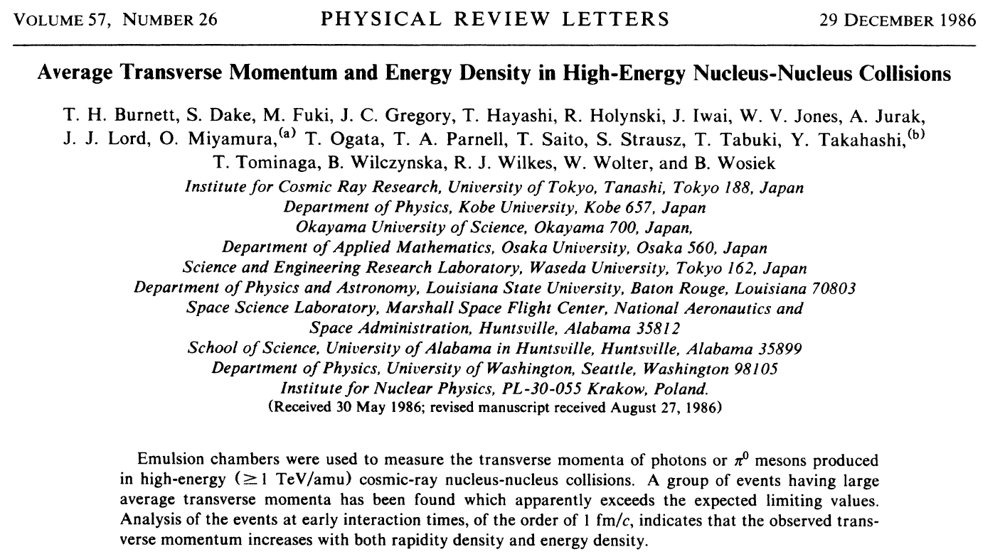 VOLUME 57, NUMBER 26 PHYSICAL REVIEW LETTERS 29 DECEMBER 1986
Average Transverse Momentum and Energy Density in High-Energy Nucleus-Nucleus Collisions
T. H. Burnett, S. Dake, M. Fuki, J. C. Gregory, T. Hayashi, R. Holynski, J. Iwai, W. V. Jones, A. Jurak,
J. J. Lord, O. Miyamura,(a) T. Ogata, T. A. Parnell, T. Saito, S. Strausz, T. Tabuki, Y. Takahashi,(b)
T. Tominaga, B. Wilczynska, R. J. Wilkes, W. Wolter, and B. Wosiek
Institute for Cosmic Ray Research, University of Tokyo, Tanashi, Tokyo 188, Japan
Department of Physics, Kobe University, Kobe 657, Japan
Okayama University of Science, Okayama 700, Japan,
Department of Applied Mathematics, Osaka University, Osaka 560, Japan
Science and Engineering Research Laboratory, Waseda University, Tokyo 162, Japan
Department of Physics and Astronomy, Louisiana State University, Baton Rouge, Louisiana 70803
Space Science Laboratory, Marshall Space Flight Center, National Aeronautics and
Space Administration, Huntsville, Alabama 35812
School of Science, University of Alabama in Huntsville, Huntsville, Alabama 35899
Department of Physics, University of Washington, Seattle, Washington 98105
Institute for Nuclear Physics, PL-30-055 Krakow, Poland.
(Received 30 May 1986; revised manuscript received August 27, 1986)
Emulsion chambers were used to measure the transverse momenta of photons or π⁰ mesons produced
in high-energy (≥1 TeV/amu) cosmic-ray nucleus-nucleus collisions. A group of events having large
average transverse momenta has been found which apparently exceeds the expected limiting values.
Analysis of the events at early interaction times, of the order of 1 fm/c, indicates that the observed trans-
verse momentum increases with both rapidity density and energy density.